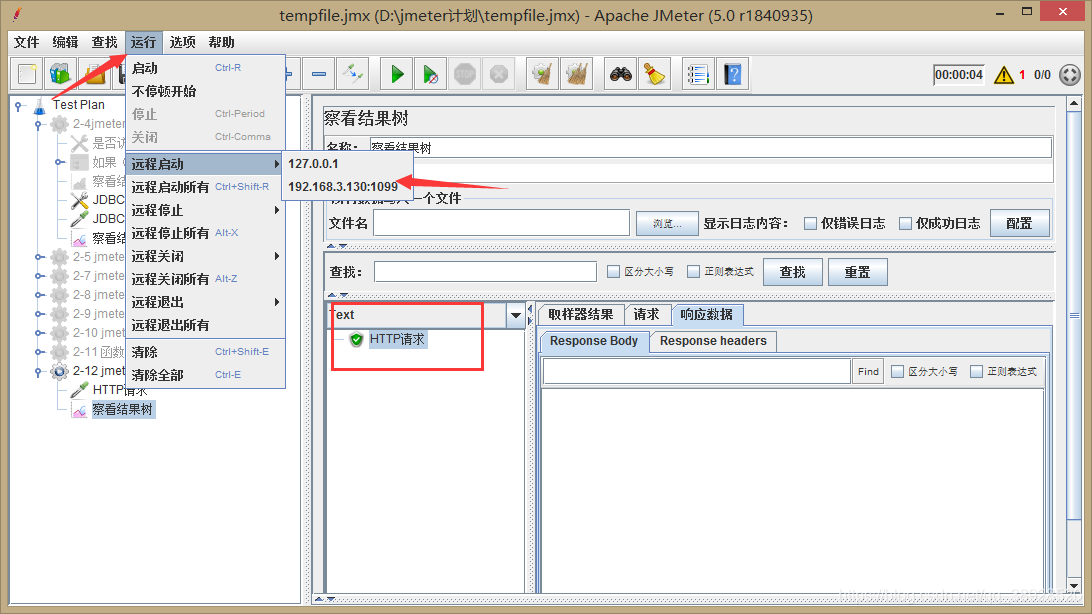 tempfile.jmx (D:\jmeter计划\tempfile.jmx) - Apache JMeter (5.0 r1840935)
文件 编辑 查找 运行 选项 帮助
00:00:04 1 0/0
启动 Ctrl-R
不停顿开始
停止 Ctrl-Period
关闭 Ctrl-Comma
远程启动
远程启动所有 Ctrl+Shift-R
远程停止
远程停止所有 Alt-X
远程关闭
远程关闭所有 Alt-Z
远程退出
远程退出所有
清除 Ctrl+Shift-E
清除全部 Ctrl-E
127.0.0.1
192.168.3.130:1099
Test Plan
2-4jmeter
是否访
如果
察看结
JDBC
JDBC
察看结
2-5 jmete
2-7 jmete
2-8 jmete
2-9 jmete
2-10 jmet
2-11 函数
2-12 jmet
HTTP请求
察看结果树
察看结果树
名称: 察看结果树
一个文件
文件名 浏览... 显示日志内容: 仅错误日志 仅成功日志 配置
查找: 区分大小写 正则表达式 查找 重置
Text
HTTP请求
取样器结果 请求 响应数据
Response Body Response headers
Find 区分大小写 正则表达式